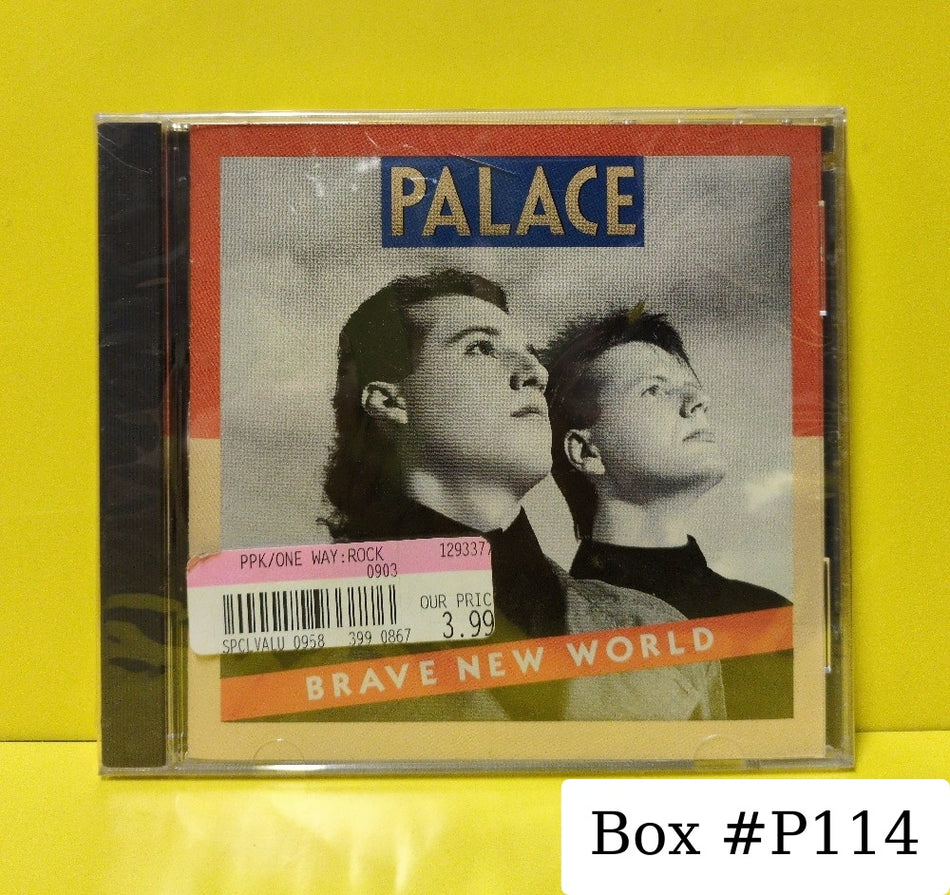 PALACE
PPK/ONE WAY:ROCK 1293377
0903
OUR PRIC
3.99
SPCLVALU 0958 399 0867
BRAVE NEW WORLD
Box #P114